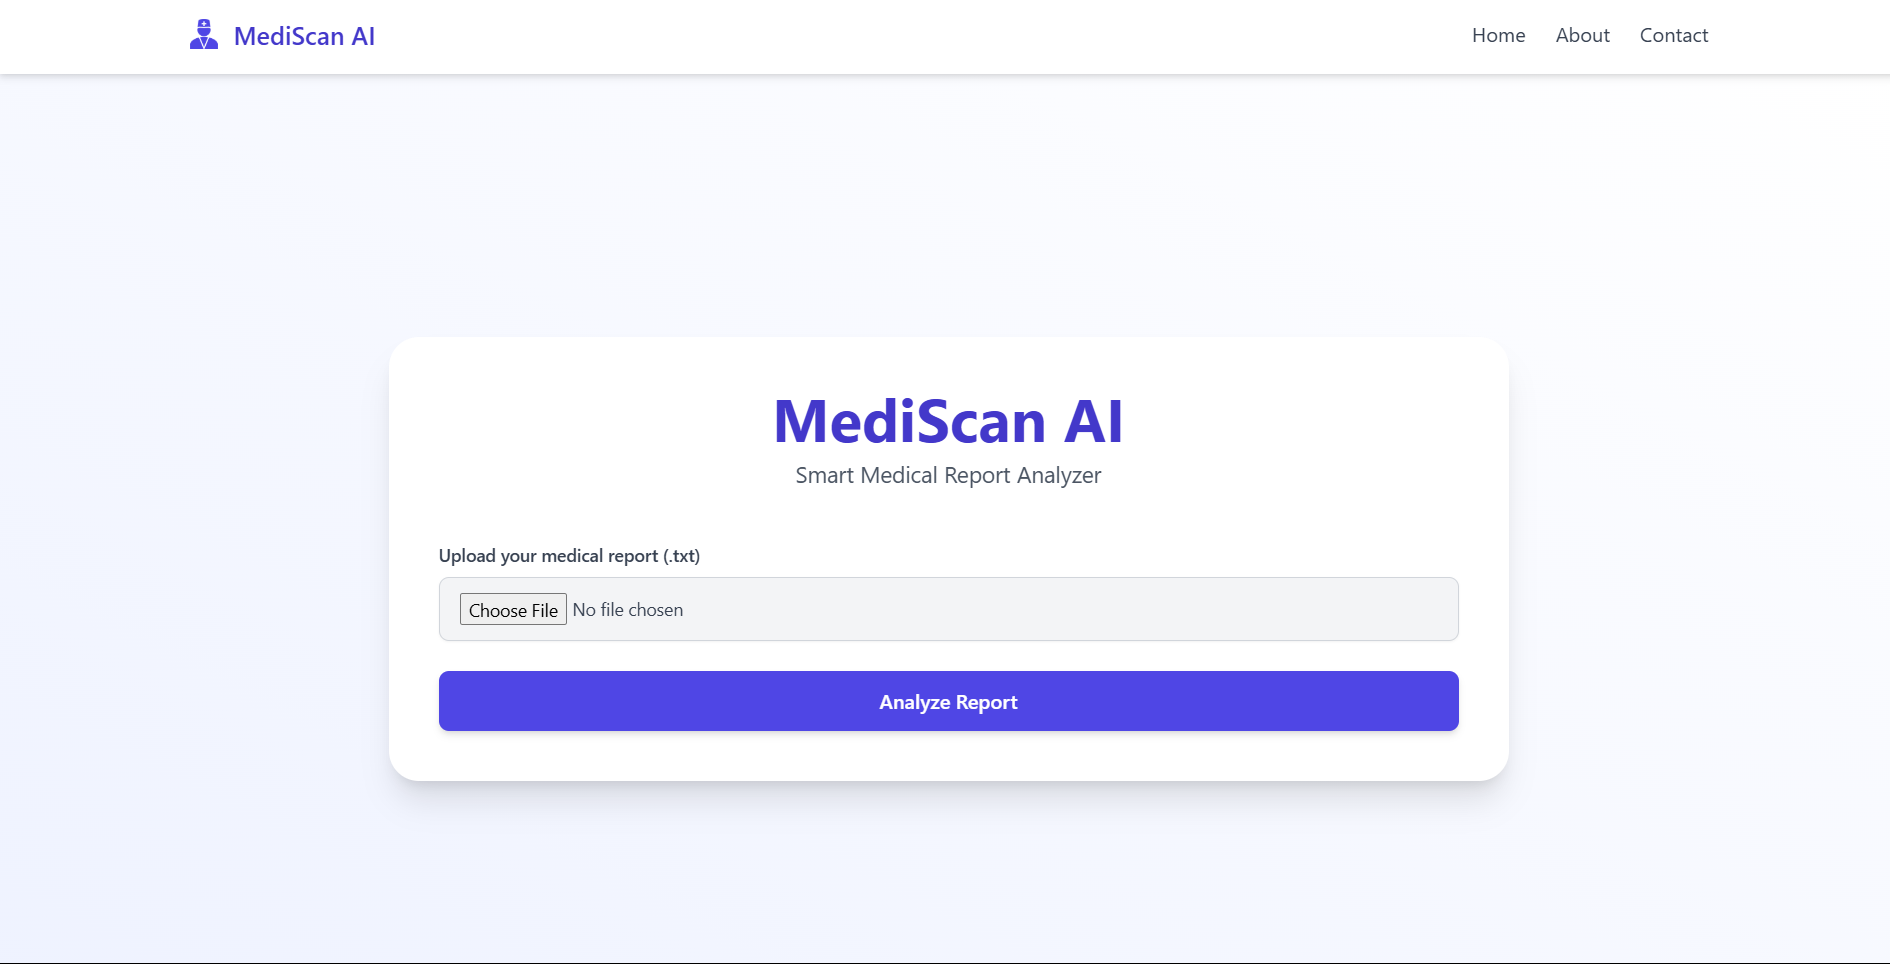 MediScan AI
Home About Contact
MediScan AI
Smart Medical Report Analyzer
Upload your medical report (.txt)
Choose File No file chosen
Analyze Report